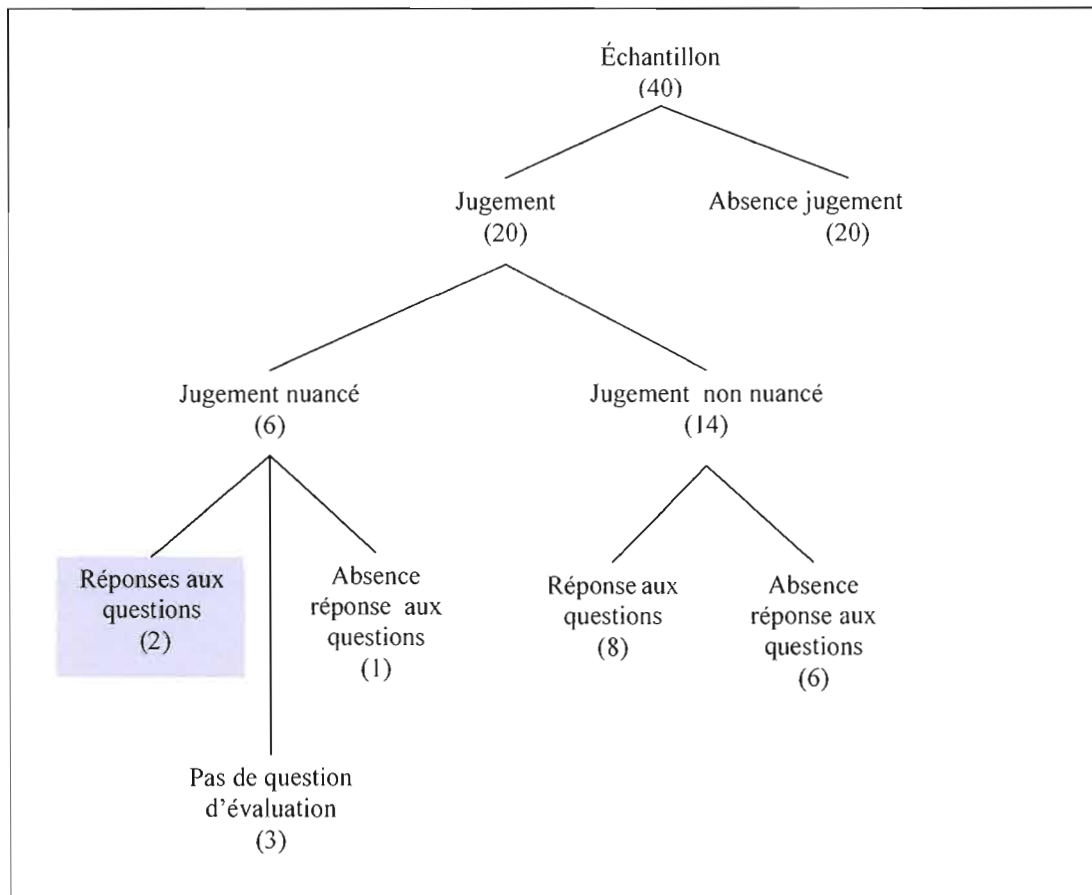 Échantillon
(40)
Jugement
(20)
Absence jugement
(20)
Jugement nuancé
(6)
Jugement non nuancé
(14)
Réponses aux
questions
(2)
Absence
réponse aux
questions
(1)
Réponse aux
questions
(8)
Absence
réponse aux
questions
(6)
Pas de question
d'évaluation
(3)